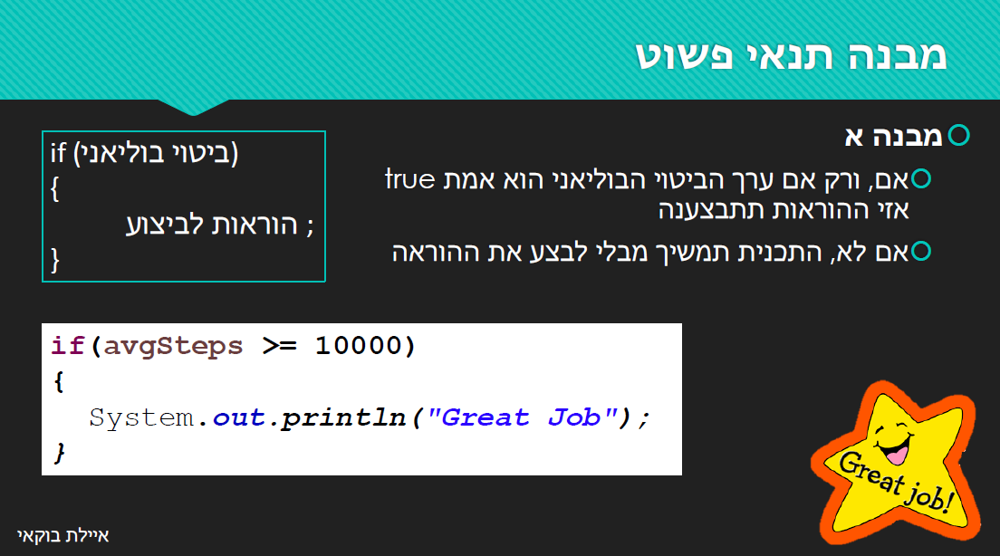 מבנה תנאי פשוט
מבנה א
אם, ורק אם ערך הביטוי הבוליאני הוא אמת true
אזי ההוראות תתבצענה
אם לא, התכנית תמשיך מבלי לבצע את ההוראה
if (ביטוי בוליאני)
{
הוראות לביצוע ;
}
if(avgSteps >= 10000)
{
System.out.println("Great Job");
}
Great job!
איילת בוקאי